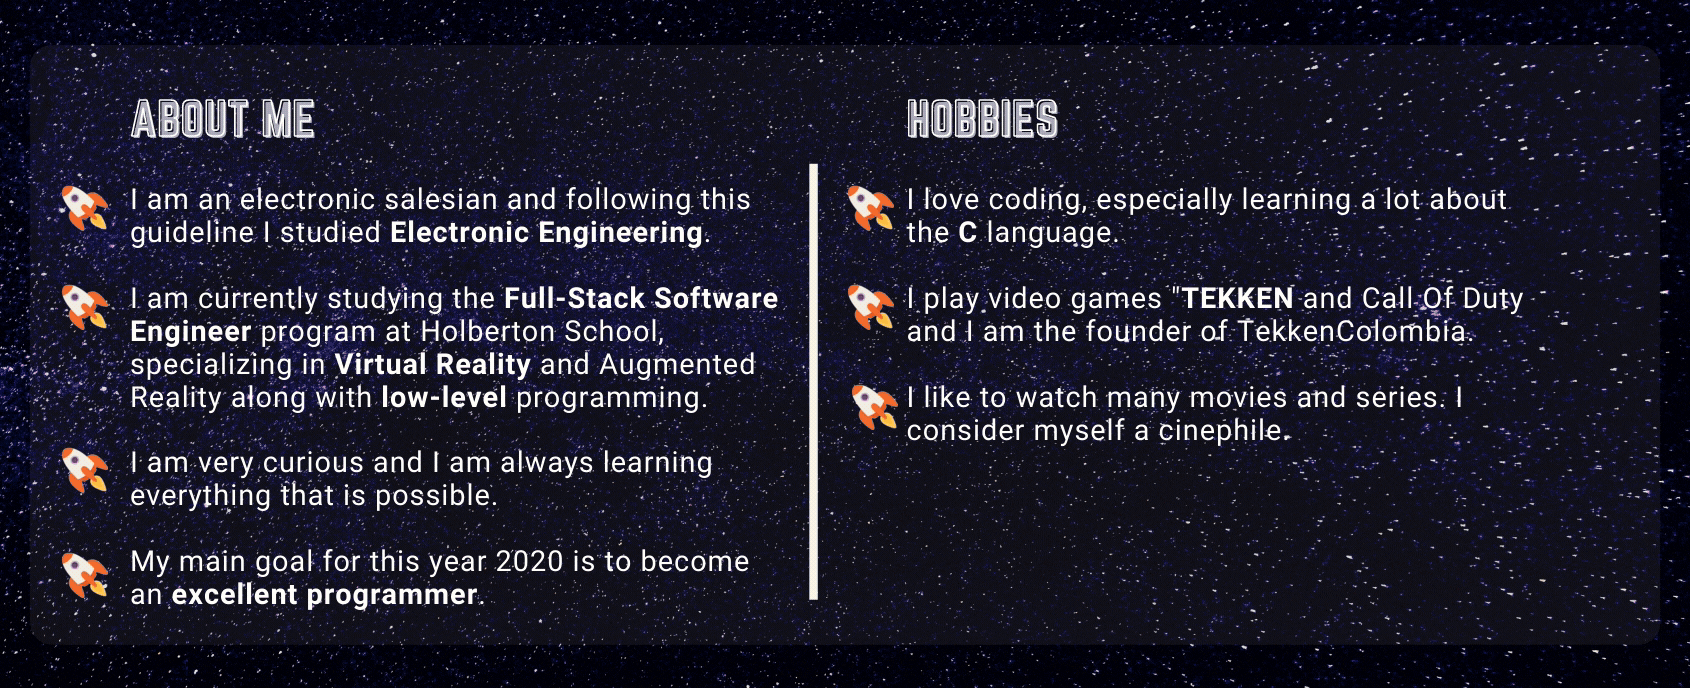 ABOUT ME
I am an electronic salesian and following this
guideline I studied Electronic Engineering.
I am currently studying the Full-Stack Software
Engineer program at Holberton School,
specializing in Virtual Reality and Augmented
Reality along with low-level programming.
I am very curious and I am always learning
everything that is possible.
My main goal for this year 2020 is to become
an excellent programmer.
HOBBIES
I love coding, especially learning a lot about
the C language.
I play video games "TEKKEN and Call Of Duty
and I am the founder of TekkenColombia.
I like to watch many movies and series. I
consider myself a cinephile.